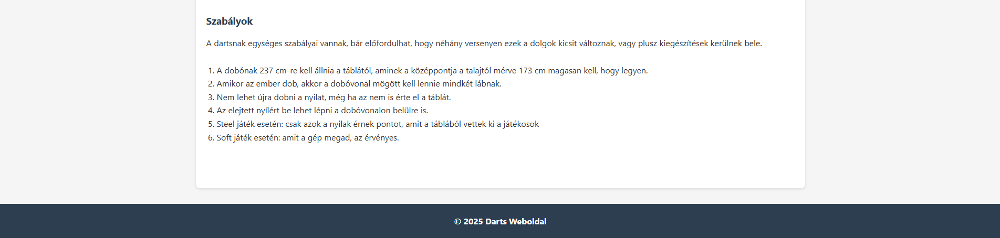 Szabályok
A dartsnak egységes szabályai vannak, bár előfordulhat, hogy néhány versenyen ezek a dolgok kicsit változnak, vagy plusz kiegészítések kerülnek bele.
1. A dobónak 237 cm-re kell állnia a táblától, aminek a középpontja a talajtól mérve 173 cm magasan kell, hogy legyen.
2. Amikor az ember dob, akkor a dobóvonal mögött kell lennie mindkét lábnak.
3. Nem lehet újra dobni a nyilat, még ha az nem is érte el a táblát.
4. Az elejtett nyílért be lehet lépni a dobóvonalon belülre is.
5. Steel játék esetén: csak azok a nyilak érnek pontot, amit a táblából vettek ki a játékosok
6. Soft játék esetén: amit a gép megad, az érvényes.
© 2025 Darts Weboldal